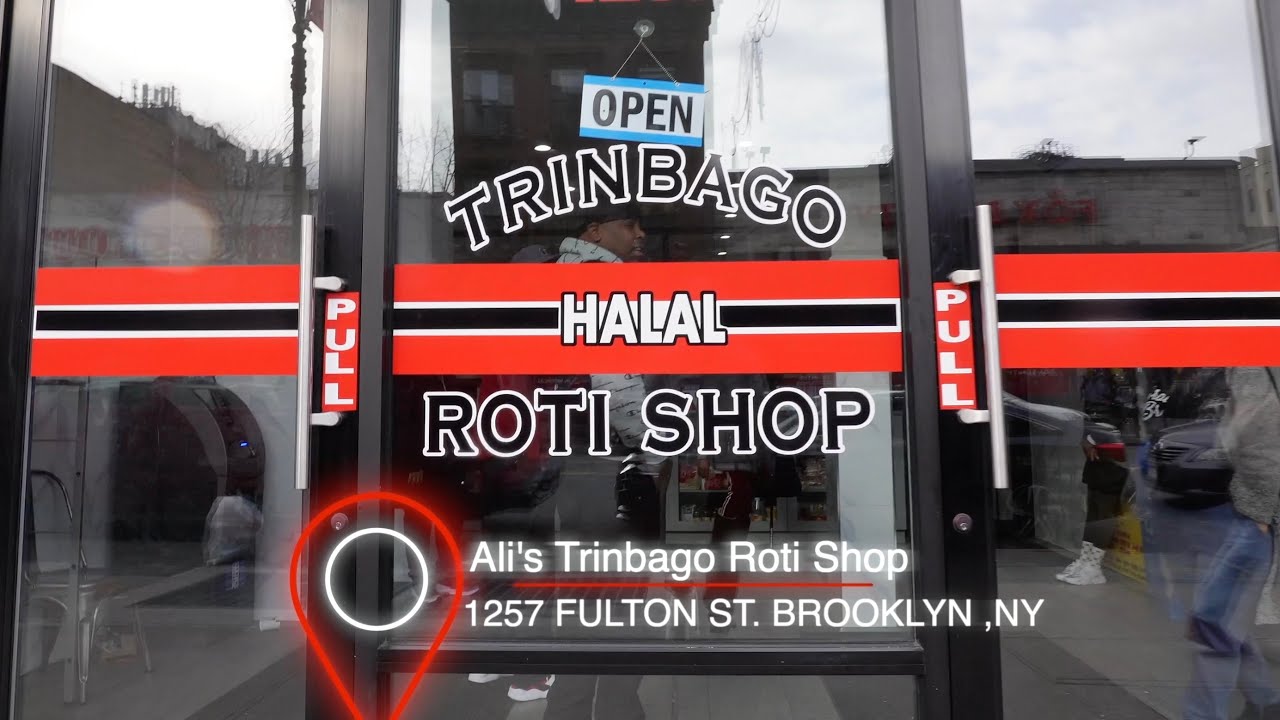 OPEN
TRINBAGO
HALAL
PULL
PULL
ROTI SHOP
Ali's Trinbago Roti Shop
1257 FULTON ST. BROOKLYN ,NY